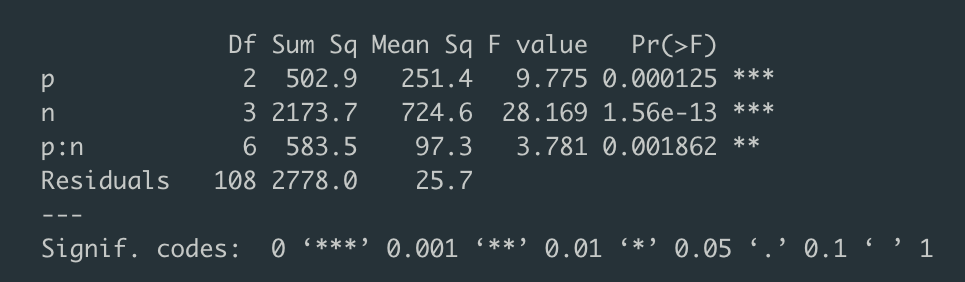 Df Sum Sq Mean Sq F value Pr(>F)
p 2 502.9 251.4 9.775 0.000125 ***
n 3 2173.7 724.6 28.169 1.56e-13 ***
p:n 6 583.5 97.3 3.781 0.001862 **
Residuals 108 2778.0 25.7
---
Signif. codes: 0 ‘***’ 0.001 ‘**’ 0.01 ‘*’ 0.05 ‘.’ 0.1 ‘ ’ 1